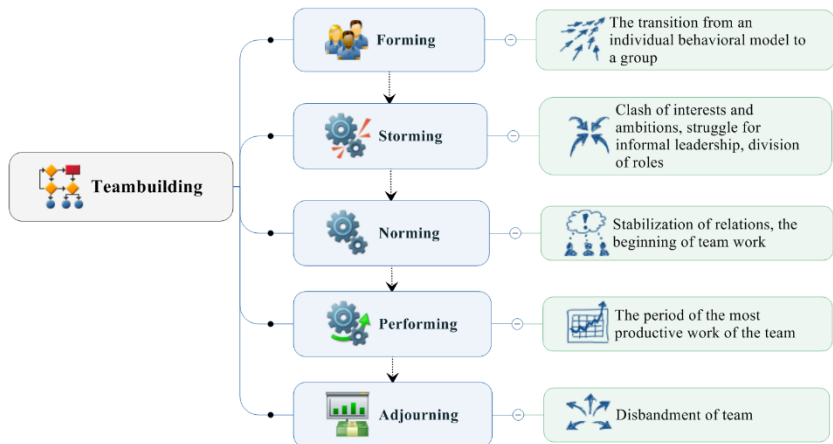 Teambuilding
Forming
The transition from an
individual behavioral model to
a group
Storming
Clash of interests and
ambitions, struggle for
informal leadership, division
of roles
Norming
Stabilization of relations, the
beginning of team work
Performing
The period of the most
productive work of the team
Adjourning
Disbandment of team